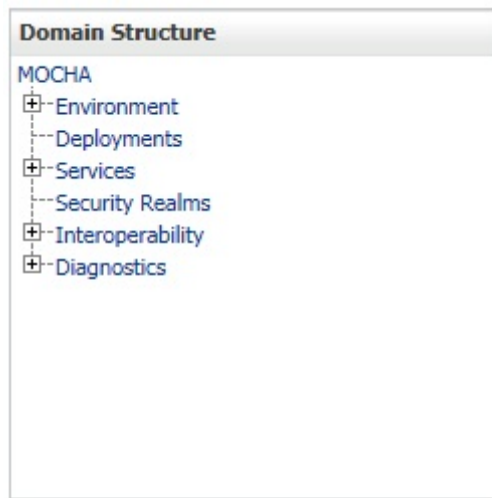 Domain Structure
MOCHA
Environment
Deployments
Services
Security Realms
Interoperability
Diagnostics